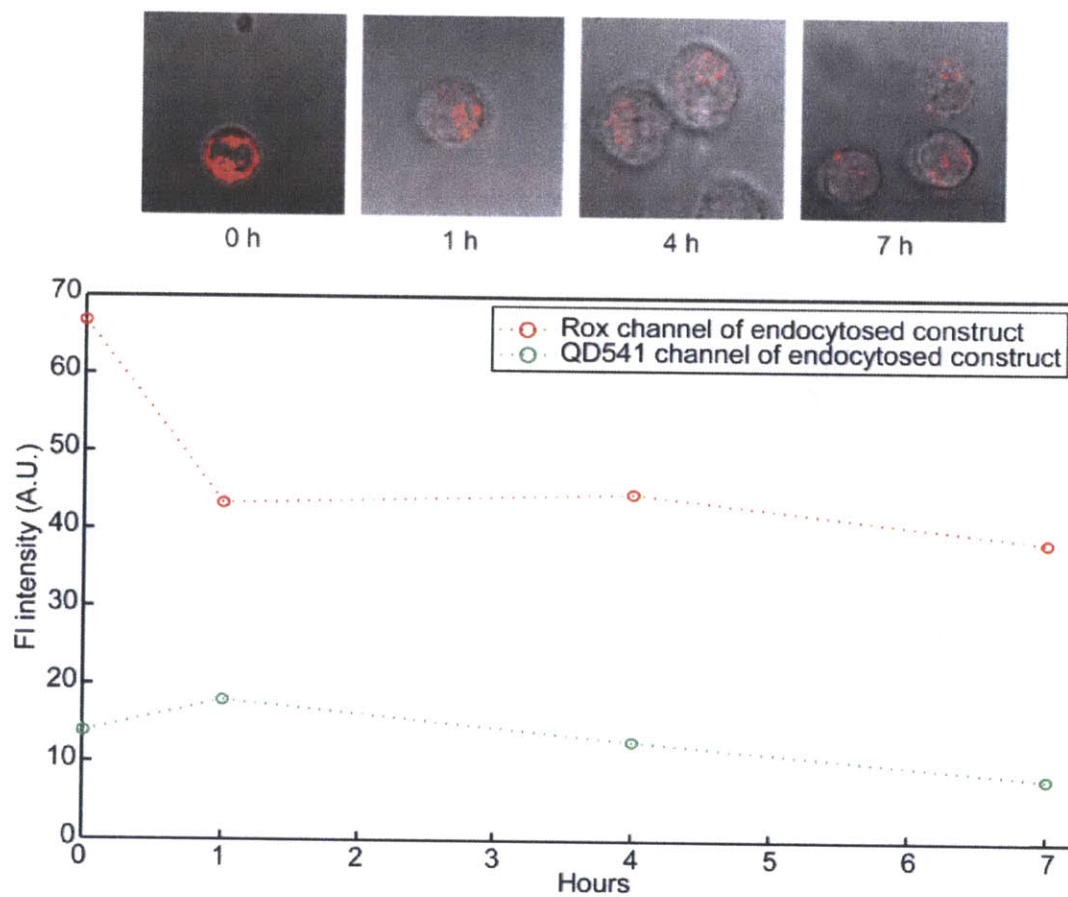 0 h 1 h 4 h 7 h
70
Rox channel of endocytosed construct
QD541 channel of endocytosed construct
60
50
40
30
20
10
0
Fl intensity (A.U.)
0 1 2 3 4 5 6 7
Hours